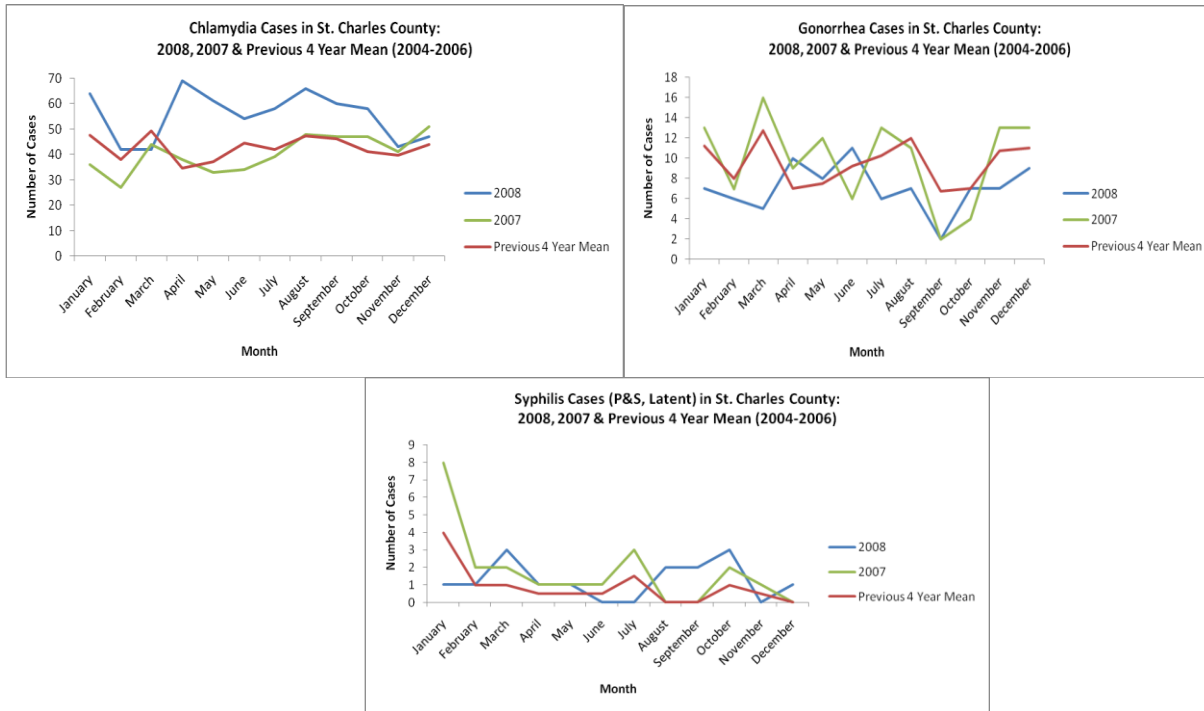 Chlamydia Cases in St. Charles County:
2008, 2007 & Previous 4 Year Mean (2004-2006)
Number of Cases
70
60
50
40
30
20
10
0
January
February
March
April
May
June
July
August
September
October
November
December
Month
2008
2007
Previous 4 Year Mean
Gonorrhea Cases in St. Charles County:
2008, 2007 & Previous 4 Year Mean (2004-2006)
Number of Cases
18
16
14
12
10
8
6
4
2
0
January
February
March
April
May
June
July
August
September
October
November
December
Month
2008
2007
Previous 4 Year Mean
Syphilis Cases (P&S, Latent) in St. Charles County:
2008, 2007 & Previous 4 Year Mean (2004-2006)
Number of Cases
9
8
7
6
5
4
3
2
1
0
January
February
March
April
May
June
July
August
September
October
November
December
Month
2008
2007
Previous 4 Year Mean